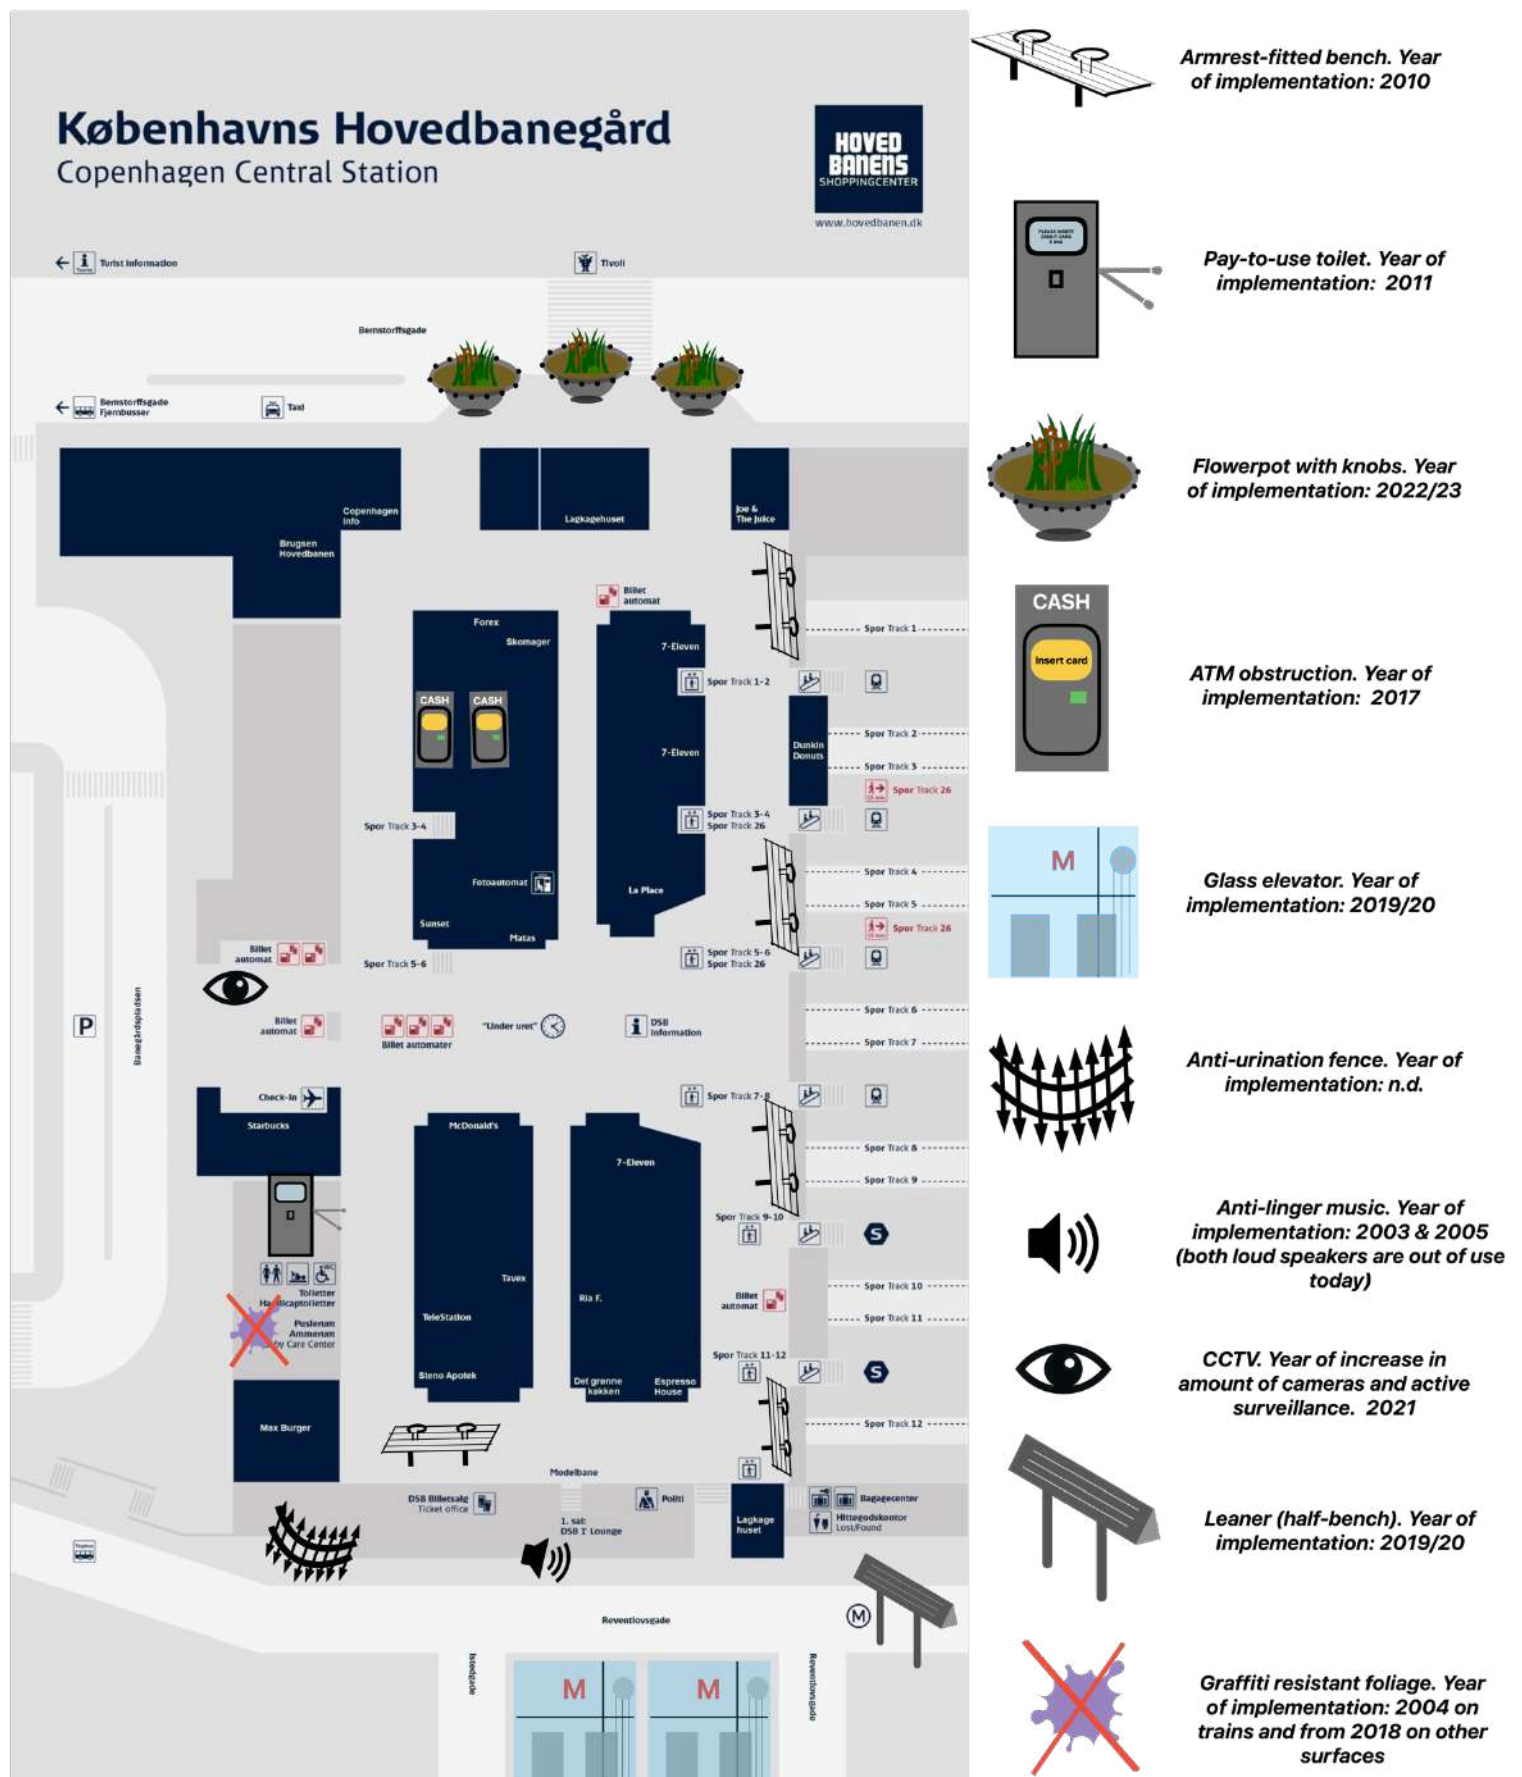 Københavns Hovedbanegård
Copenhagen Central Station
HOVED
BANENS
SHOPPINGCENTER
www.hovedbanen.dk
Turist Information
Tivoli
Bernstorffsgade
Bernstorffsgade
Fjernbusser
Taxi
Copenhagen
Info
Brugsen
Hovedbanen
Lagkagehuset
Joe &
The Juice
Billet
automat
Forex
Skomager
7-Eleven
Spor Track 1
Spor Track 1-2
CASH
CASH
Spor Track 2
7-Eleven
Dunkin
Donuts
Spor Track 3
Spor Track 26
Spor Track 3-4
Spor Track 3-4
Spor Track 26
Spor Track 4
Fotoautomat
La Place
Spor Track 5
Sunset
Matas
Spor Track 26
Billet
automat
Spor Track 5-6
Spor Track 5-6
Spor Track 26
Spor Track 6
P
Banegårdspladsen
Billet
automat
Billet automater
"Under uret"
DSB
Information
Spor Track 7
Check-In
Spor Track 7-8
Starbucks
McDonald's
7-Eleven
Spor Track 8
Spor Track 9
Spor Track 9-10
S
Tavex
Toiletter
Handicaptoiletter
Puslerum
Ammerum
by Care Center
TeleStation
Ria F.
Billet
automat
Spor Track 10
Spor Track 11
Spor Track 11-12
S
Steno Apotek
Det grønne
køkken
Espresso
House
Max Burger
Spor Track 12
Modelbane
DSB Billetsalg
Ticket office
1. sal:
DSB 1' Lounge
Politi
Lagkage
huset
Bagagecenter
Hittegodskontor
Lost/Found
Reventlovsgade
M
Istedgade
Reventlovsgade
M
M
Armrest-fitted bench. Year
of implementation: 2010
Pay-to-use toilet. Year of
implementation: 2011
Flowerpot with knobs. Year
of implementation: 2022/23
CASH
Insert card
ATM obstruction. Year of
implementation: 2017
M
Glass elevator. Year of
implementation: 2019/20
Anti-urination fence. Year of
implementation: n.d.
Anti-linger music. Year of
implementation: 2003 & 2005
(both loud speakers are out of use
today)
CCTV. Year of increase in
amount of cameras and active
surveillance. 2021
Leaner (half-bench). Year of
implementation: 2019/20
Graffiti resistant foliage. Year
of implementation: 2004 on
trains and from 2018 on other
surfaces